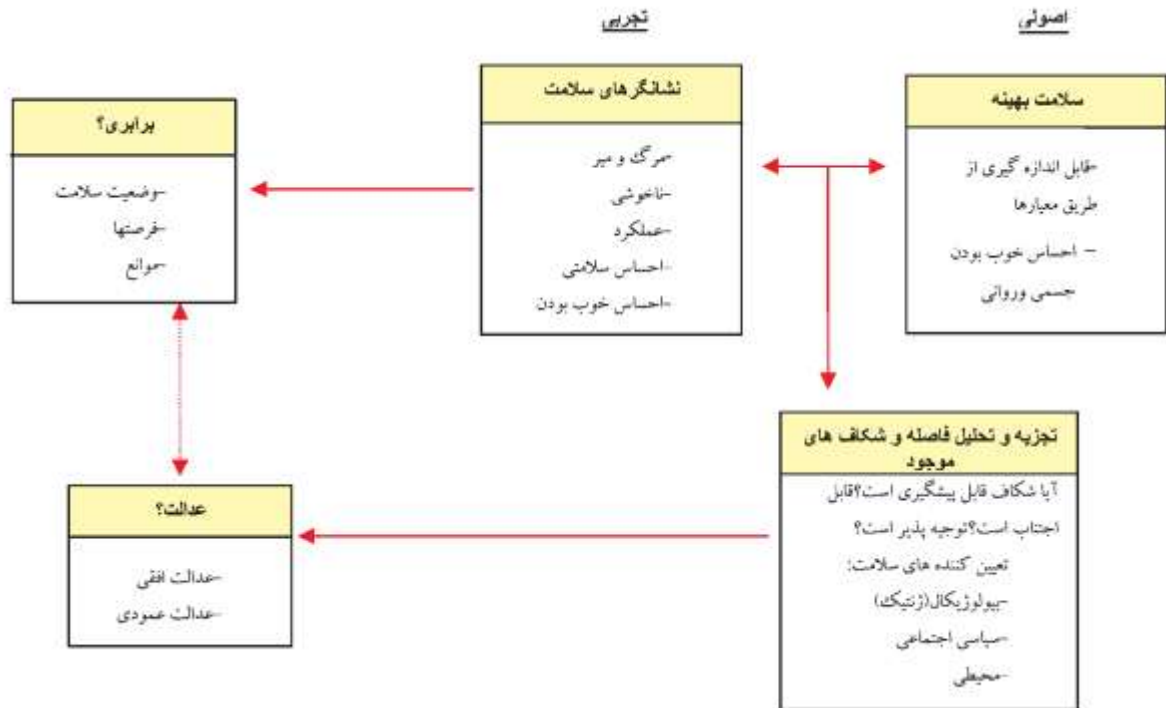 اصولی
تجربی
سلامت بهینه
-قابل اندازه گیری از
طریق معیارها
- احساس خوب بودن
جسمی وروانی
نشانگرهای سلامت
-مرگ و میر
-ناخوشی
-عملکرد
-احساس سلامتی
-احساس خوب بودن
برابری؟
-وضعیت سلامت
-فرصتها
-موانع
تجزیه و تحلیل فاصله و شکاف های
موجود
آیا شکاف قابل پیشگیری است؟قابل
اجتناب است؟توجیه پذیر است؟
تعیین کننده های سلامت:
-بیولوژیکال(ژنتیک)
-سیاسی اجتماعی
-محیطی
عدالت؟
-عدالت افقی
-عدالت عمودی